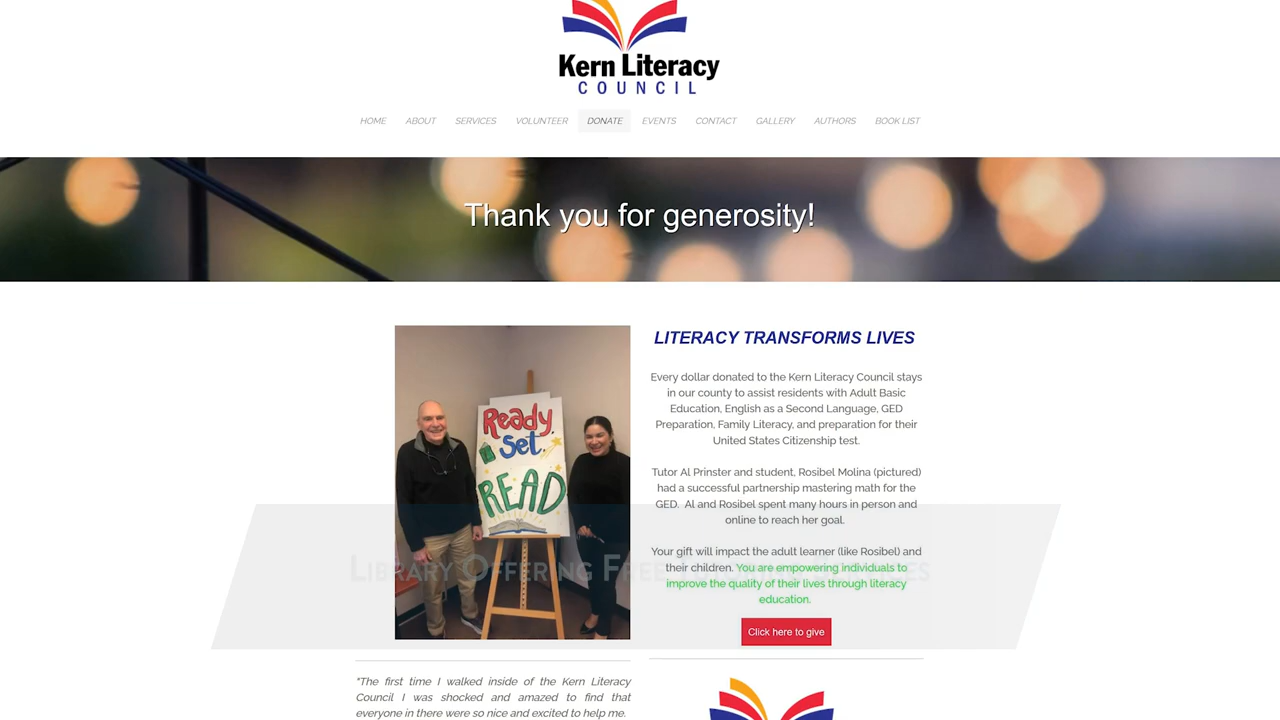 Kern Literacy
COUNCIL
HOME ABOUT SERVICES VOLUNTEER DONATE EVENTS CONTACT GALLERY AUTHORS BOOK LIST
Thank you for generosity!
Ready,
Set,
READ
LITERACY TRANSFORMS LIVES
Every dollar donated to the Kern Literacy Council stays
in our county to assist residents with Adult Basic
Education, English as a Second Language, GED
Preparation, Family Literacy, and preparation for their
United States Citizenship test.
Tutor Al Prinster and student, Rosibel Molina (pictured)
had a successful partnership mastering math for the
GED. Al and Rosibel spent many hours in person and
online to reach her goal.
Your gift will impact the adult learner (like Rosibel) and
their children. You are empowering individuals to
improve the quality of their lives through literacy
education.
Library Offering Free
Click here to give
"The first time I walked inside of the Kern Literacy
Council I was shocked and amazed to find that
everyone in there were so nice and excited to help me.